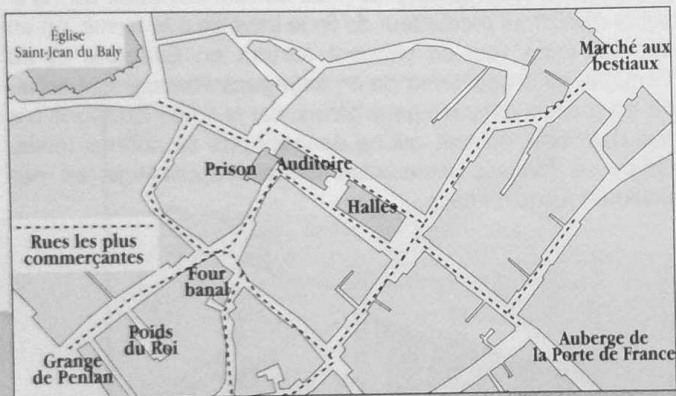 Église
Saint-Jean du Baly
Marché aux
bestiaux
Prison
Auditoire
Halles
Rues les plus
commerçantes
Four
banal
Poids
du Roi
Grange
de Penlan
Auberge de
la Porte de France